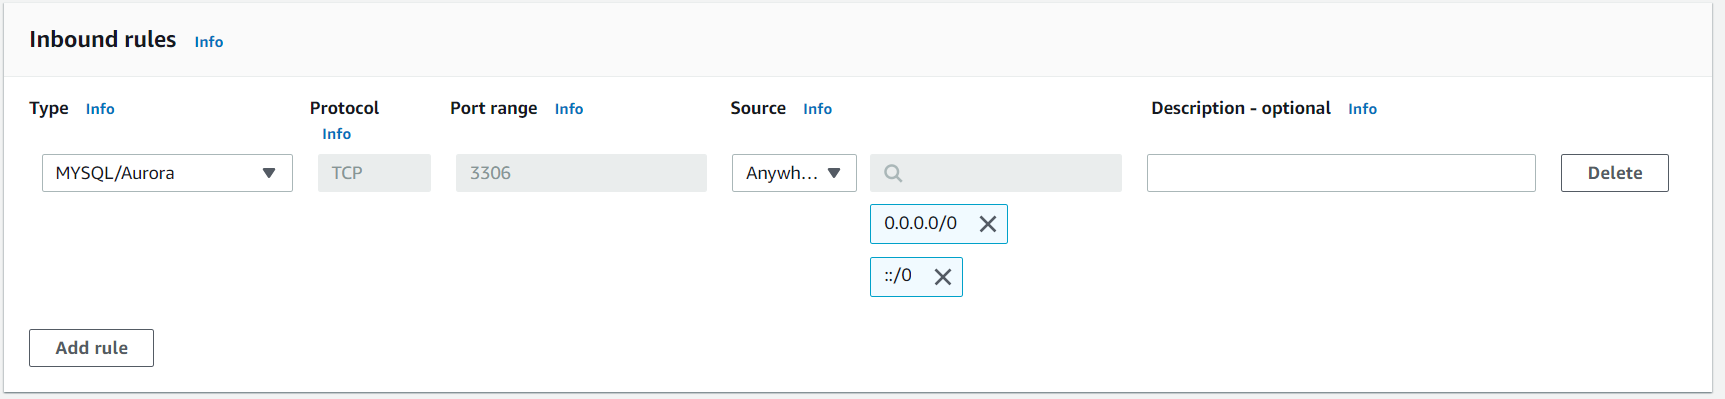 Inbound rules Info
Type Info Protocol Port range Info Source Info Description - optional Info
Info
MYSQL/Aurora TCP 3306 Anywh... Delete
0.0.0.0/0
::/0
Add rule